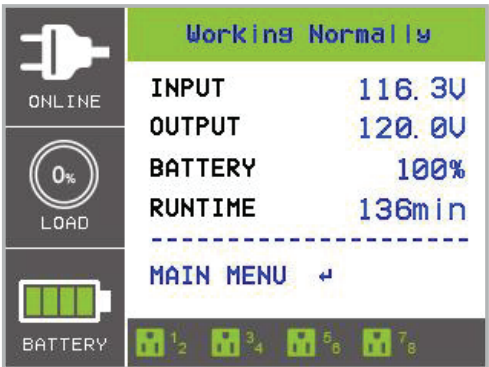 Working Normally
ONLINE
INPUT 116.3V
OUTPUT 120.0V
0%
LOAD
BATTERY 100%
RUNTIME 136min
MAIN MENU ↵
BATTERY
1 2 3 4 5 6 7 8